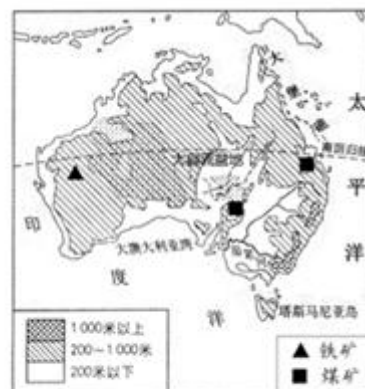 太
平
洋
南回归线
大自流盆地
印
度
洋
大澳大利亚湾
塔斯马尼亚岛
1000米以上
200~1000米
200米以下
铁矿
煤矿